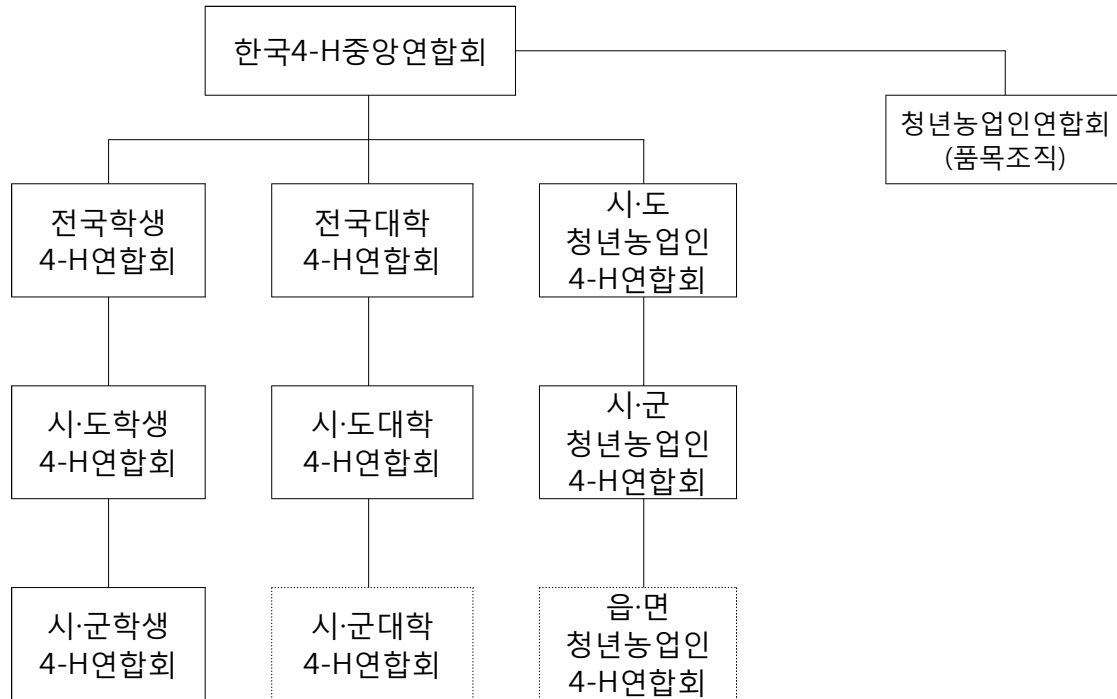 한국4-H중앙연합회
청년농업인연합회
(품목조직)
전국학생
4-H연합회
전국대학
4-H연합회
시·도
청년농업인
4-H연합회
시·도학생
4-H연합회
시·도대학
4-H연합회
시·군
청년농업인
4-H연합회
시·군학생
4-H연합회
시·군대학
4-H연합회
읍·면
청년농업인
4-H연합회